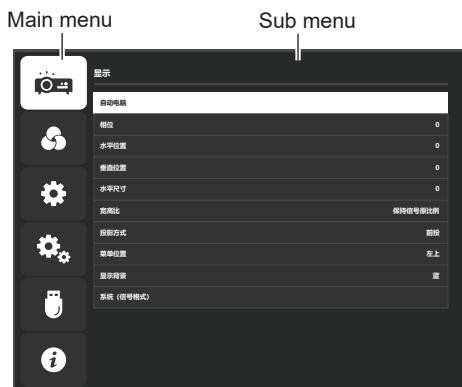 Main menu
Sub menu
显示
自动电脑
相位 0
水平位置 0
垂直位置 0
水平尺寸 0
宽高比 保持信号原比例
投影方式 前投
菜单位置 左上
显示背景 蓝
系统（信号格式）